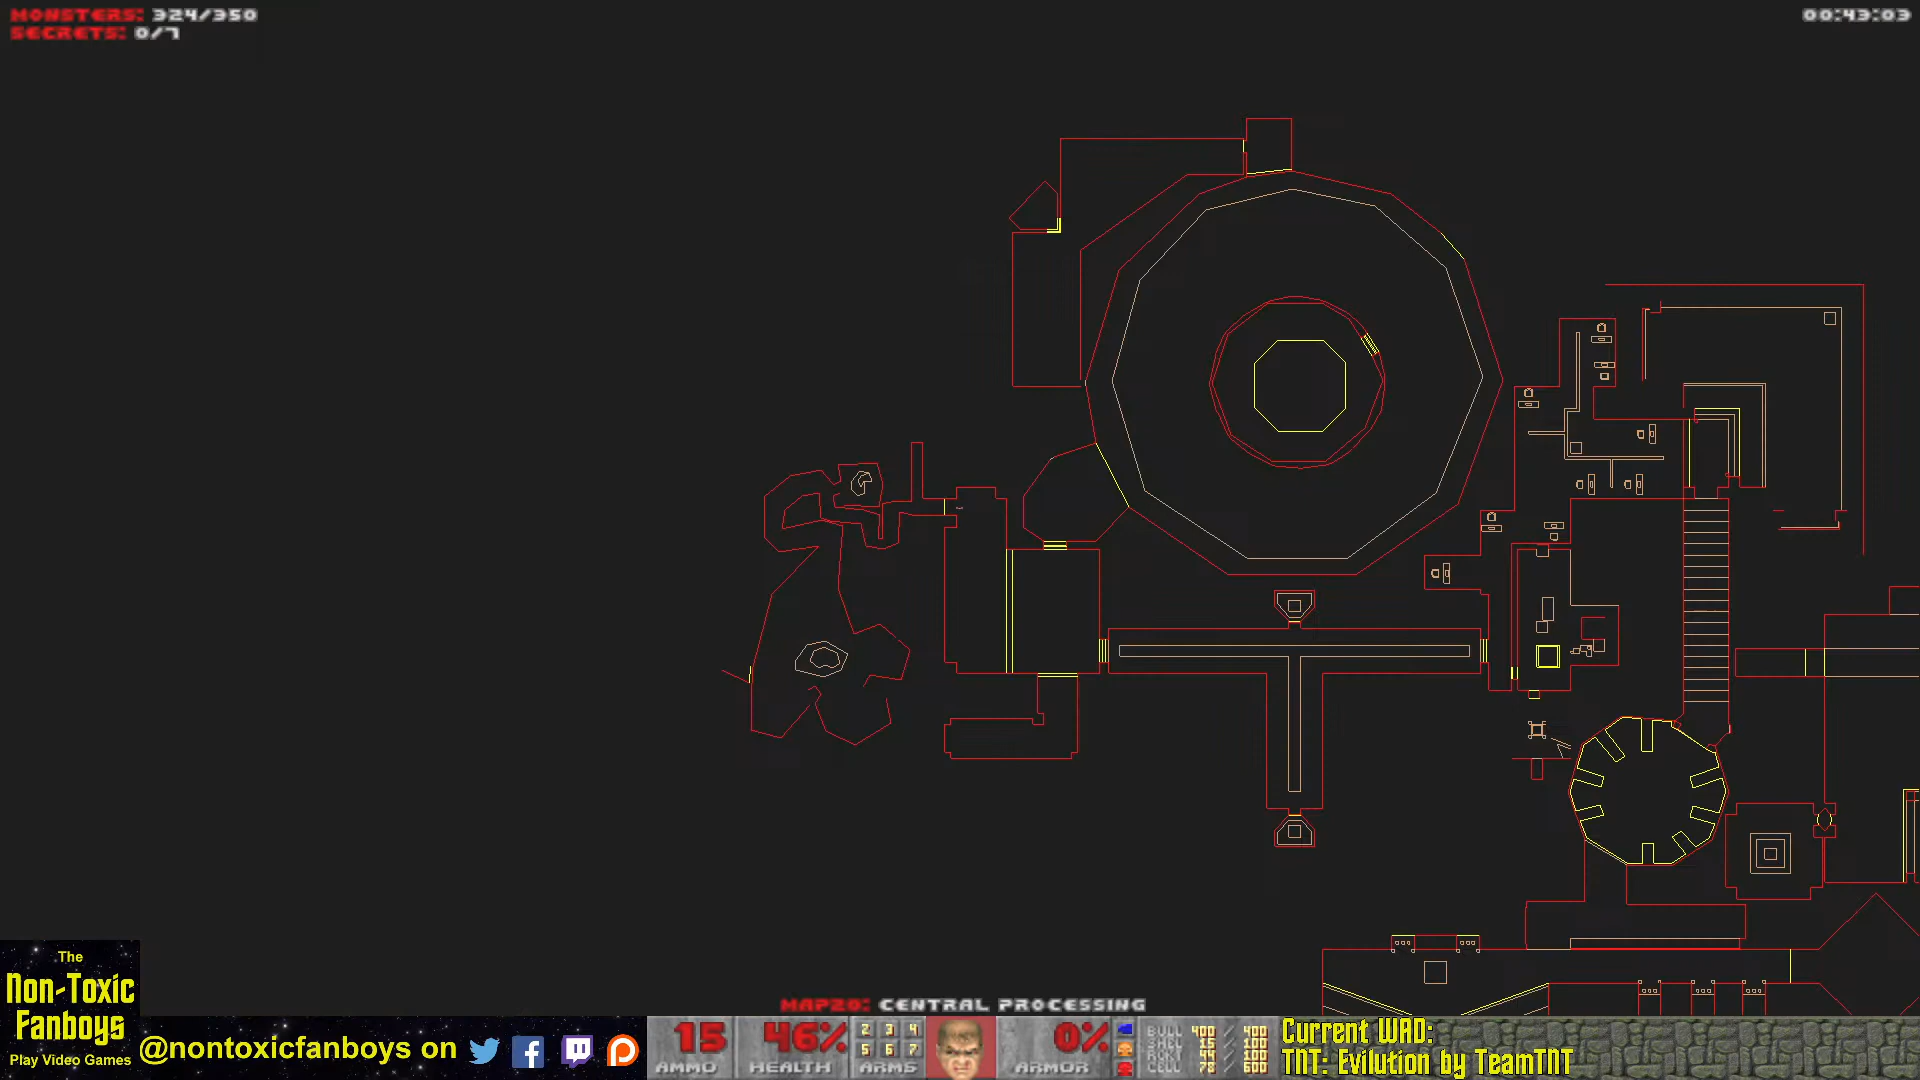 MONSTERS: 324/350
SECRETS: 0/7
00:43:03
MAP20: CENTRAL PROCESSING
The
Non-Toxic
Fanboys
Play Video Games
@nontoxicfanboys on
15
AMMO
46%
HEALTH
2 3 4
5 6 7
ARMS
0%
ARMOR
BULL 400 / 400
SHEL 15 / 100
RCKT 44 / 100
CELL 78 / 600
Current WAD:
TNT: Evilution by TeamTNT